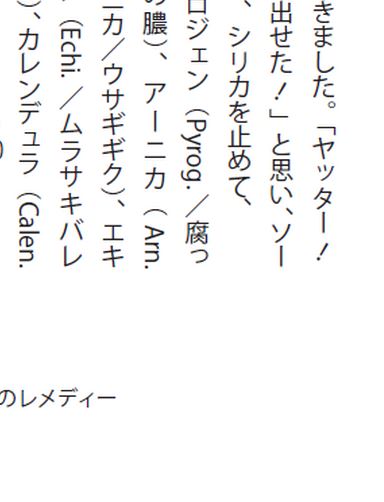 きました。「ヤッター！
出せた！」と思い、ソー
、シリカを止めて、
ロジェン（Pyrog.／腐っ
の膿）、アーニカ（Arn.
ニカ／ウサギギク）、エキ
（Echi.／ムラサキバレ
）、カレンデュラ（Calen.
のレメディー